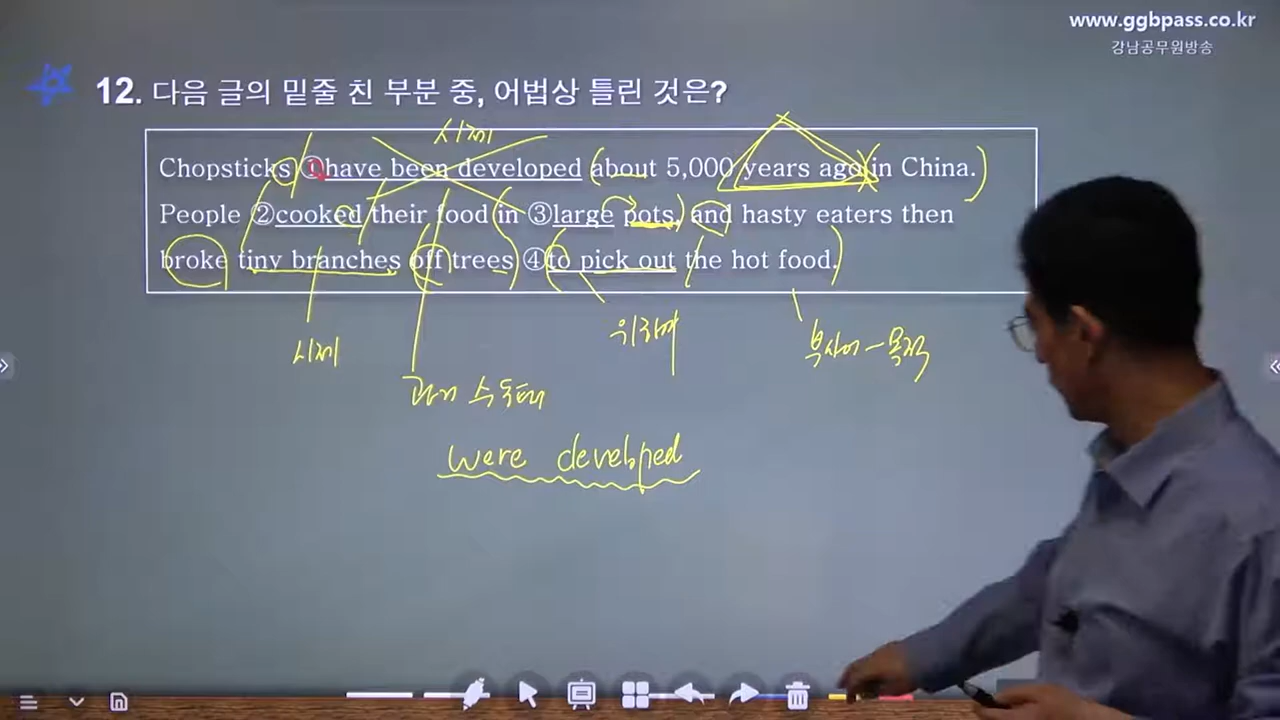 www.ggbpass.co.kr
강남공무원방송
12. 다음 글의 밑줄 친 부분 중, 어법상 틀린 것은?
시제
Chopsticks ①have been developed about 5,000 years ago in China.
People ②cooked their food in ③large pots, and hasty eaters then
broke tiny branches off trees ④to pick out the hot food.
시제
위하여
부사어-목적
과거 수동태
were developed